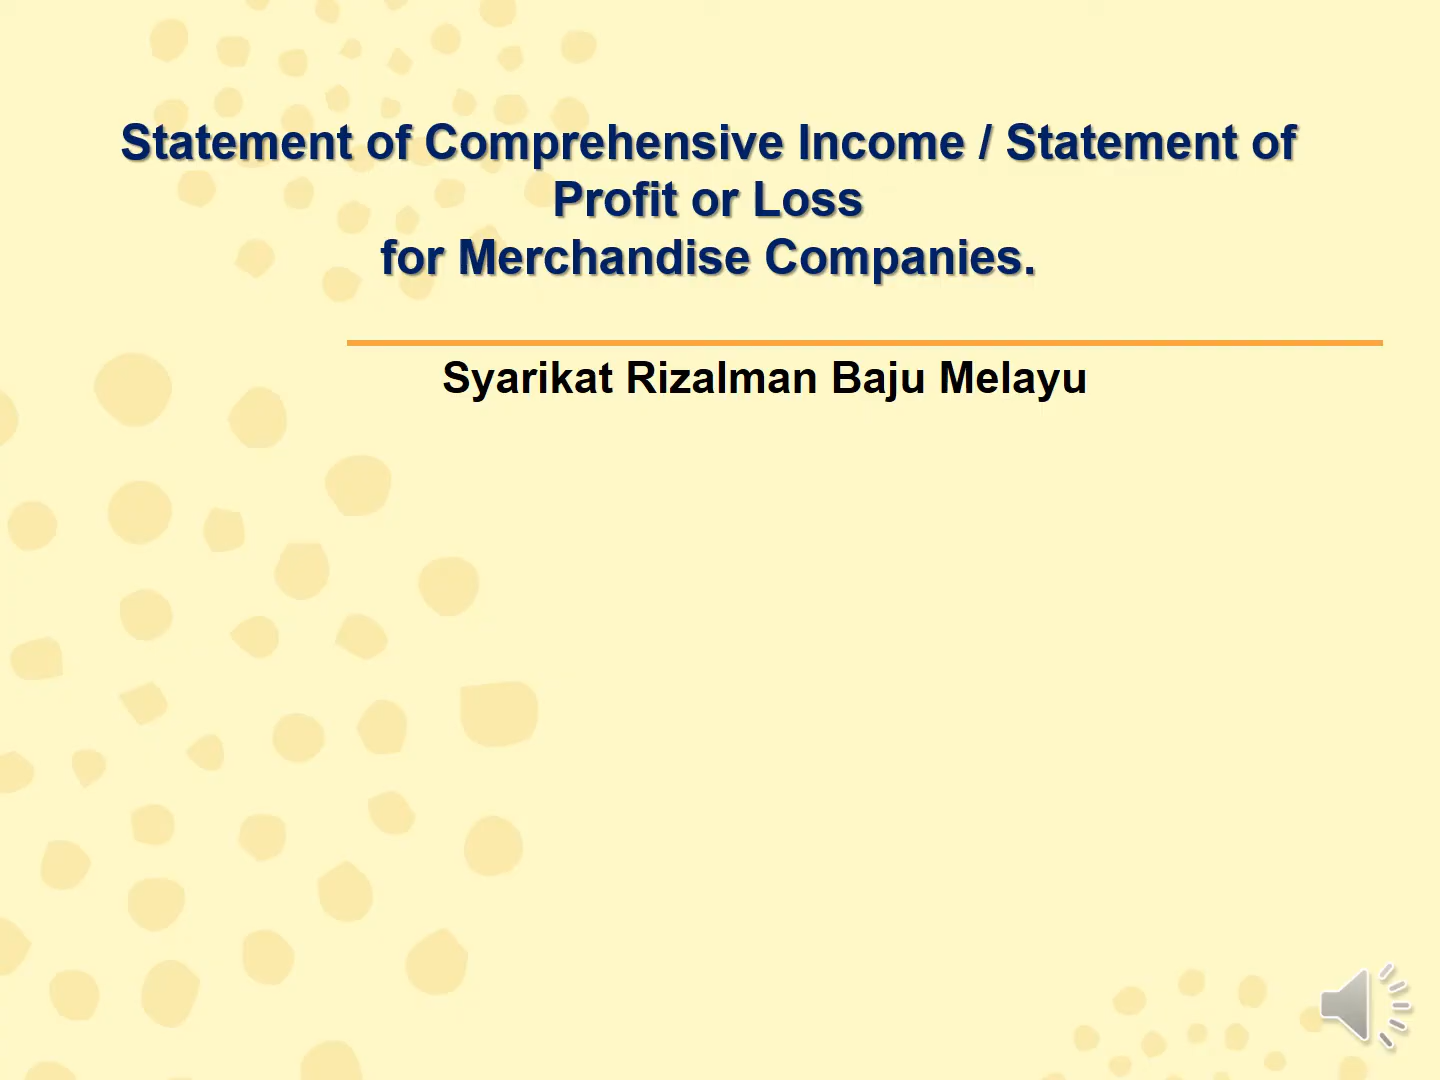 Statement of Comprehensive Income / Statement of
Profit or Loss
for Merchandise Companies.
Syarikat Rizalman Baju Melayu